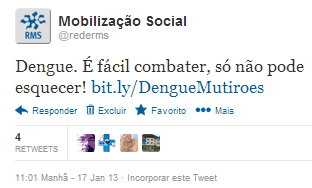 RMS
Mobilização Social
@rederms
Dengue. É fácil combater, só não pode
esquecer! bit.ly/DengueMutiroes
Responder Excluir Favorito Mais
4
RETWEETS
11:01 Manhã - 17 Jan 13 · Incorporar este Tweet